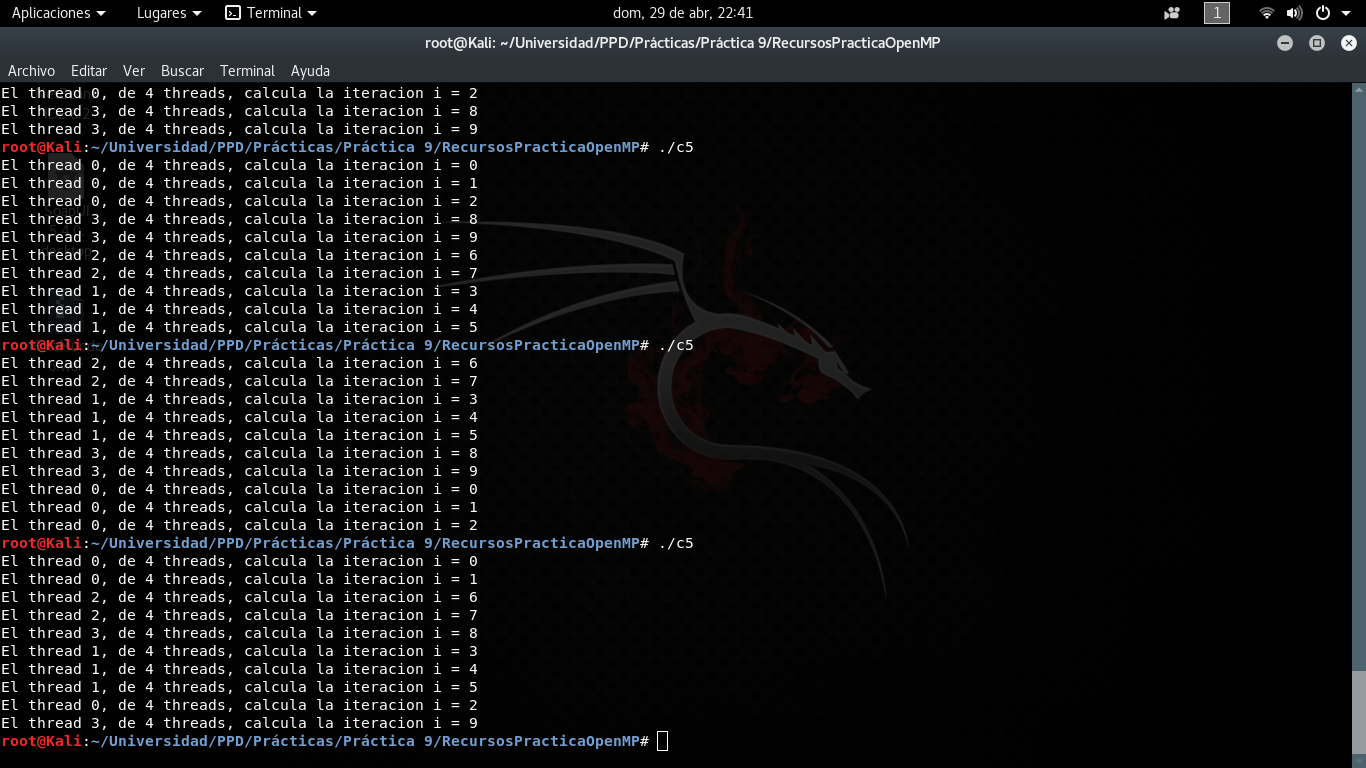 Aplicaciones Lugares Terminal dom, 29 de abr, 22:41 1
root@Kali: ~/Universidad/PPD/Prácticas/Práctica 9/RecursosPracticaOpenMP
Archivo Editar Ver Buscar Terminal Ayuda
El thread 0, de 4 threads, calcula la iteracion i = 2
El thread 3, de 4 threads, calcula la iteracion i = 8
El thread 3, de 4 threads, calcula la iteracion i = 9
root@Kali:~/Universidad/PPD/Prácticas/Práctica 9/RecursosPracticaOpenMP# ./c5
El thread 0, de 4 threads, calcula la iteracion i = 0
El thread 0, de 4 threads, calcula la iteracion i = 1
El thread 0, de 4 threads, calcula la iteracion i = 2
El thread 3, de 4 threads, calcula la iteracion i = 8
El thread 3, de 4 threads, calcula la iteracion i = 9
El thread 2, de 4 threads, calcula la iteracion i = 6
El thread 2, de 4 threads, calcula la iteracion i = 7
El thread 1, de 4 threads, calcula la iteracion i = 3
El thread 1, de 4 threads, calcula la iteracion i = 4
El thread 1, de 4 threads, calcula la iteracion i = 5
root@Kali:~/Universidad/PPD/Prácticas/Práctica 9/RecursosPracticaOpenMP# ./c5
El thread 2, de 4 threads, calcula la iteracion i = 6
El thread 2, de 4 threads, calcula la iteracion i = 7
El thread 1, de 4 threads, calcula la iteracion i = 3
El thread 1, de 4 threads, calcula la iteracion i = 4
El thread 1, de 4 threads, calcula la iteracion i = 5
El thread 3, de 4 threads, calcula la iteracion i = 8
El thread 3, de 4 threads, calcula la iteracion i = 9
El thread 0, de 4 threads, calcula la iteracion i = 0
El thread 0, de 4 threads, calcula la iteracion i = 1
El thread 0, de 4 threads, calcula la iteracion i = 2
root@Kali:~/Universidad/PPD/Prácticas/Práctica 9/RecursosPracticaOpenMP# ./c5
El thread 0, de 4 threads, calcula la iteracion i = 0
El thread 0, de 4 threads, calcula la iteracion i = 1
El thread 2, de 4 threads, calcula la iteracion i = 6
El thread 2, de 4 threads, calcula la iteracion i = 7
El thread 3, de 4 threads, calcula la iteracion i = 8
El thread 1, de 4 threads, calcula la iteracion i = 3
El thread 1, de 4 threads, calcula la iteracion i = 4
El thread 1, de 4 threads, calcula la iteracion i = 5
El thread 0, de 4 threads, calcula la iteracion i = 2
El thread 3, de 4 threads, calcula la iteracion i = 9
root@Kali:~/Universidad/PPD/Prácticas/Práctica 9/RecursosPracticaOpenMP#